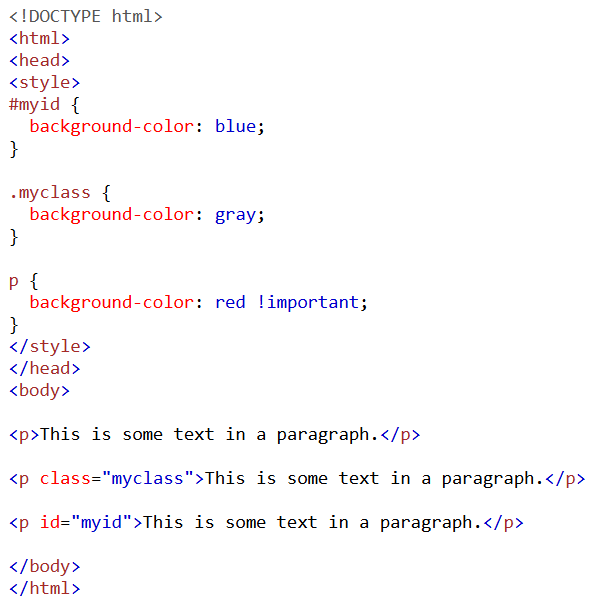 <!DOCTYPE html>
<html>
<head>
<style>
#myid {
  background-color: blue;
}

.myclass {
  background-color: gray;
}

p {
  background-color: red !important;
}
</style>
</head>
<body>

<p>This is some text in a paragraph.</p>

<p class="myclass">This is some text in a paragraph.</p>

<p id="myid">This is some text in a paragraph.</p>

</body>
</html>